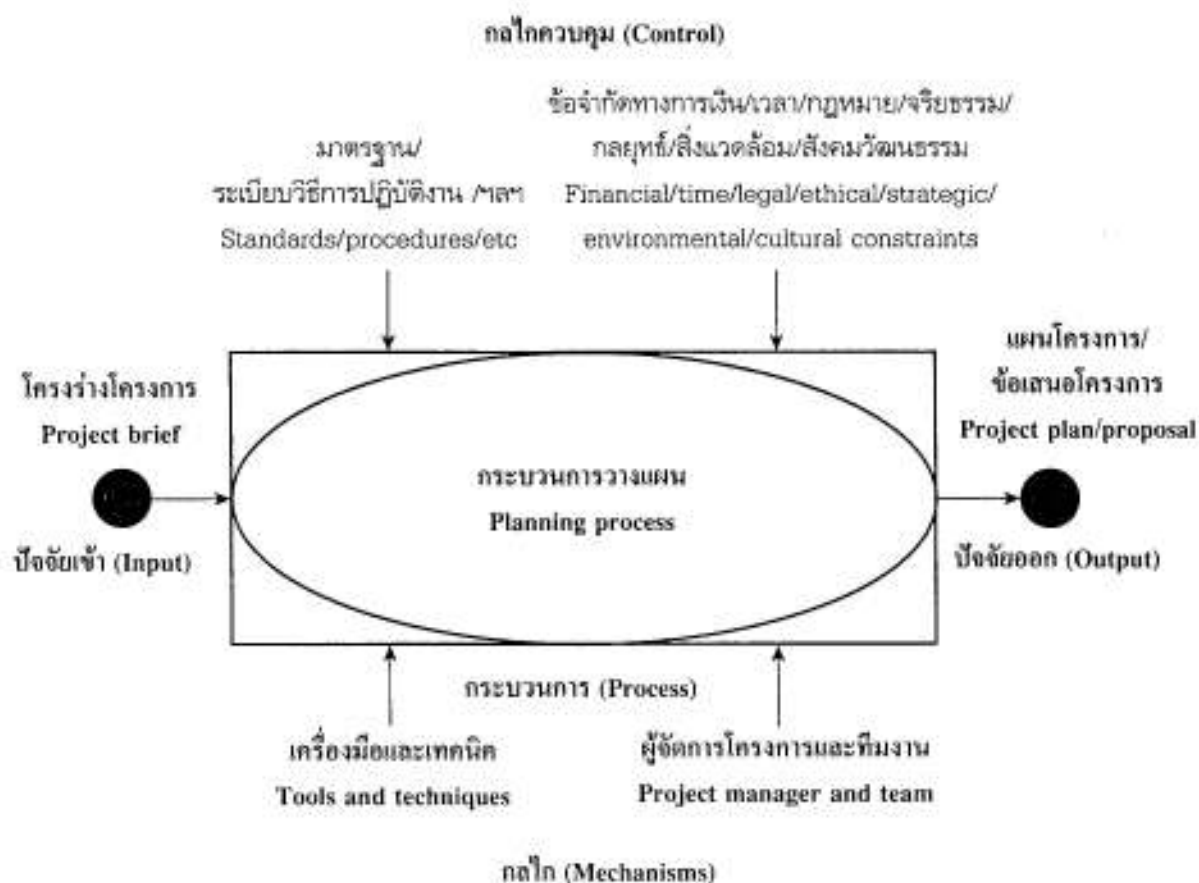 กลไกควบคุม (Control)
ข้อจำกัดทางการเงิน/เวลา/กฎหมาย/จริยธรรม/
กลยุทธ์/สิ่งแวดล้อม/สังคมวัฒนธรรม
Financial/time/legal/ethical/strategic/
environmental/cultural constraints
มาตรฐาน/
ระเบียบวิธีการปฏิบัติงาน /ฯลฯ
Standards/procedures/etc
โครงร่างโครงการ
Project brief
ปัจจัยเข้า (Input)
กระบวนการวางแผน
Planning process
แผนโครงการ/
ข้อเสนอโครงการ
Project plan/proposal
ปัจจัยออก (Output)
กระบวนการ (Process)
เครื่องมือและเทคนิค
Tools and techniques
ผู้จัดการโครงการและทีมงาน
Project manager and team
กลไก (Mechanisms)